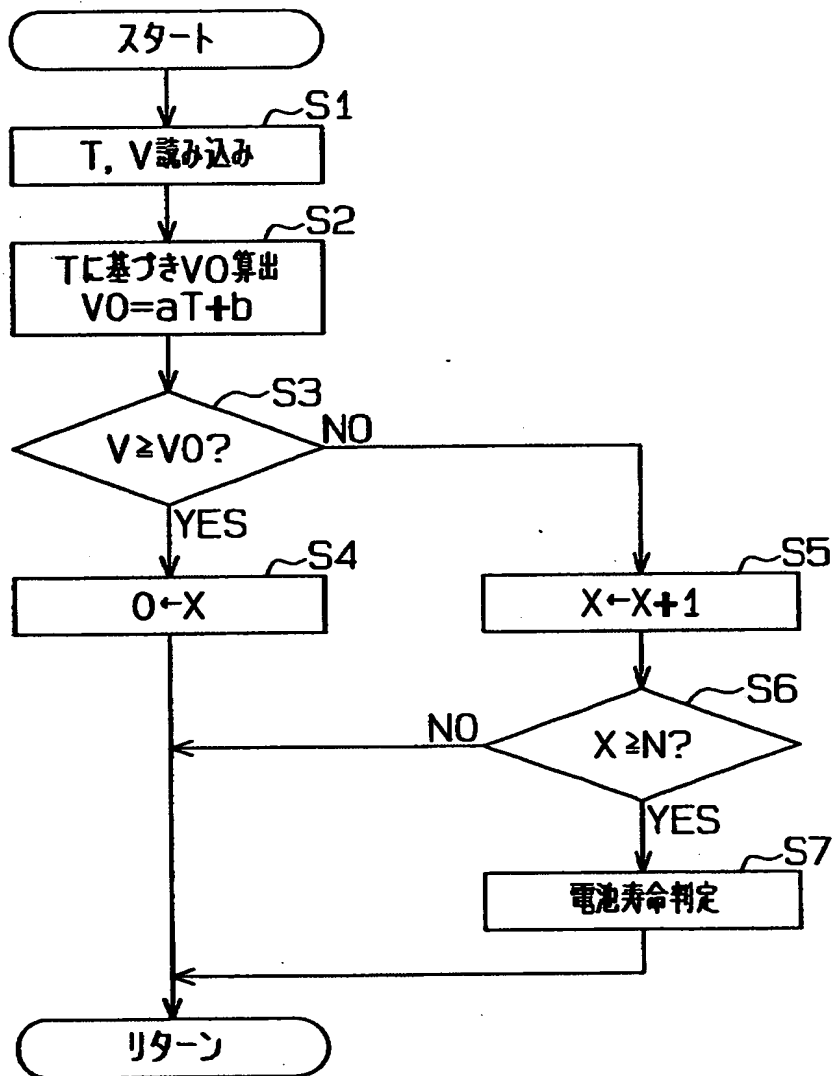 スタート
S1
T, V読み込み
S2
Tに基づきV0算出
V0=aT+b
S3
V≧V0?
NO
YES
S4
0←X
S5
X←X+1
S6
X≧N?
NO
YES
S7
電池寿命判定
リターン